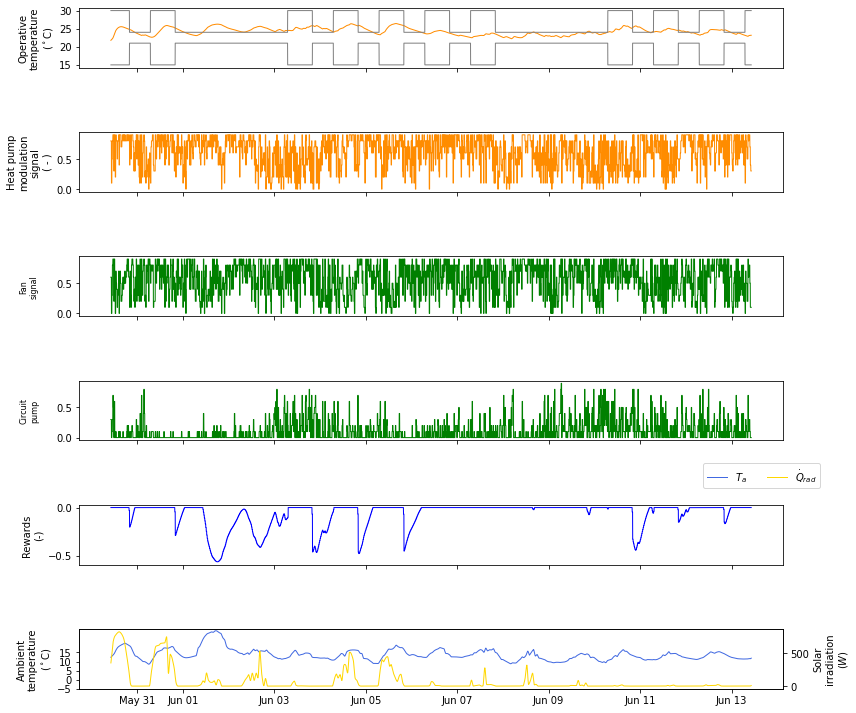 Operative
temperature
(°C)
30
25
20
15
Heat pump
modulation
signal
( - )
0.5
0.0
Fan
signal
0.5
0.0
Circuit
pump
0.5
0.0
T_a Q̇_rad
Rewards
(-)
0.0
−0.5
Ambient
temperature
(°C)
15
10
5
0
−5
Solar
irradiation
(W)
500
0
May 31 Jun 01 Jun 03 Jun 05 Jun 07 Jun 09 Jun 11 Jun 13